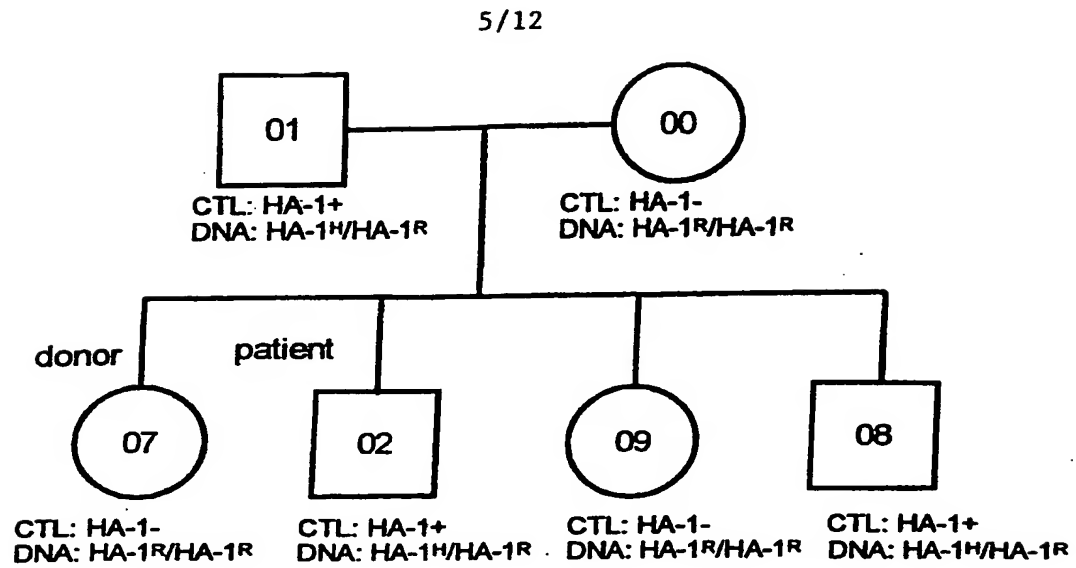 5/12
01
00
CTL: HA-1+
DNA: HA-1H/HA-1R
CTL: HA-1-
DNA: HA-1R/HA-1R
donor
patient
07
02
09
08
CTL: HA-1-
DNA: HA-1R/HA-1R
CTL: HA-1+
DNA: HA-1H/HA-1R
CTL: HA-1-
DNA: HA-1R/HA-1R
CTL: HA-1+
DNA: HA-1H/HA-1R